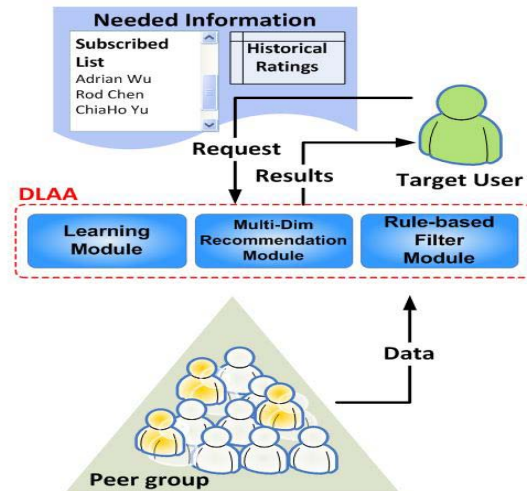 Needed Information
Subscribed
List
Adrian Wu
Rod Chen
ChiaHo Yu
Historical
Ratings
Request
Results
Target User
DLAA
Learning
Module
Multi-Dim
Recommendation
Module
Rule-based
Filter
Module
Data
Peer group